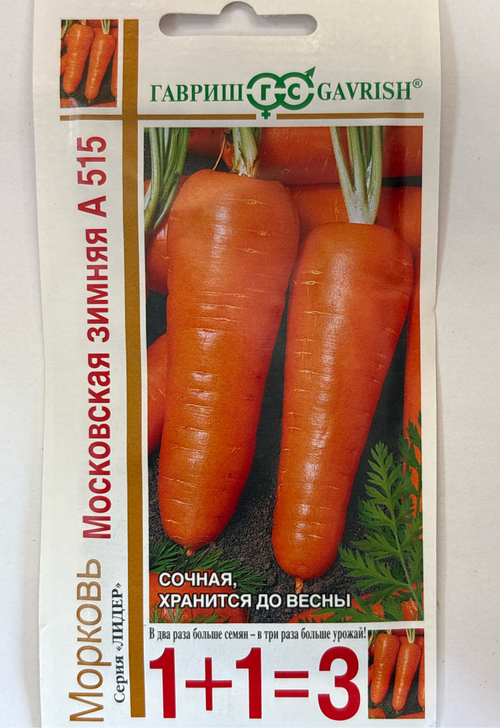 ГАВРИШ ГС GAVRISH®
Морковь Московская зимняя А 515
Серия «ЛИДЕР»
СОЧНАЯ,
ХРАНИТСЯ ДО ВЕСНЫ
В два раза больше семян – в три раза больше урожай!
1+1=3